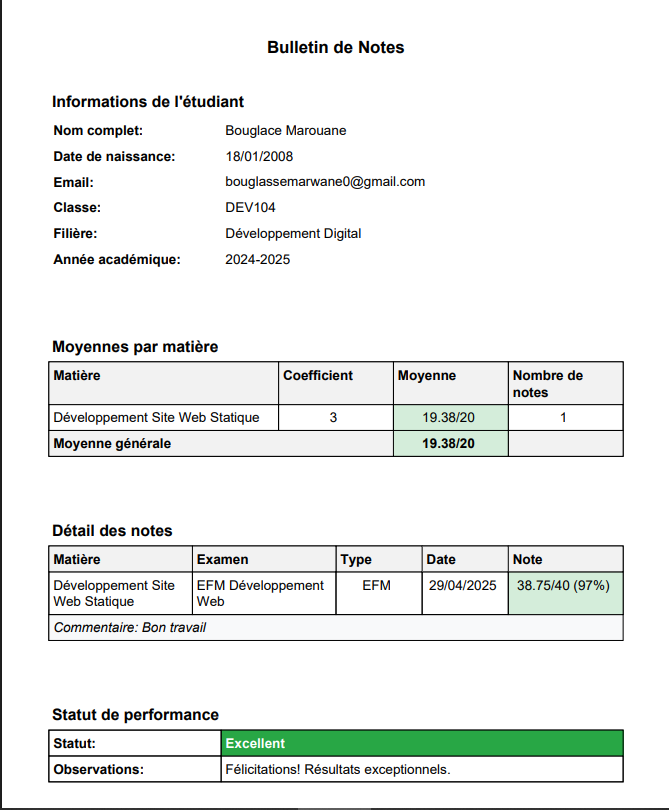 Bulletin de Notes
Informations de l'étudiant
Nom complet: Bouglace Marouane
Date de naissance: 18/01/2008
Email: bouglassemarwane0@gmail.com
Classe: DEV104
Filière: Développement Digital
Année académique: 2024-2025
Moyennes par matière
Matière Coefficient Moyenne Nombre de
notes
Développement Site Web Statique 3 19.38/20 1
Moyenne générale 19.38/20
Détail des notes
Matière Examen Type Date Note
Développement Site EFM Développement EFM 29/04/2025 38.75/40 (97%)
Web Statique Web
Commentaire: Bon travail
Statut de performance
Statut: Excellent
Observations: Félicitations! Résultats exceptionnels.